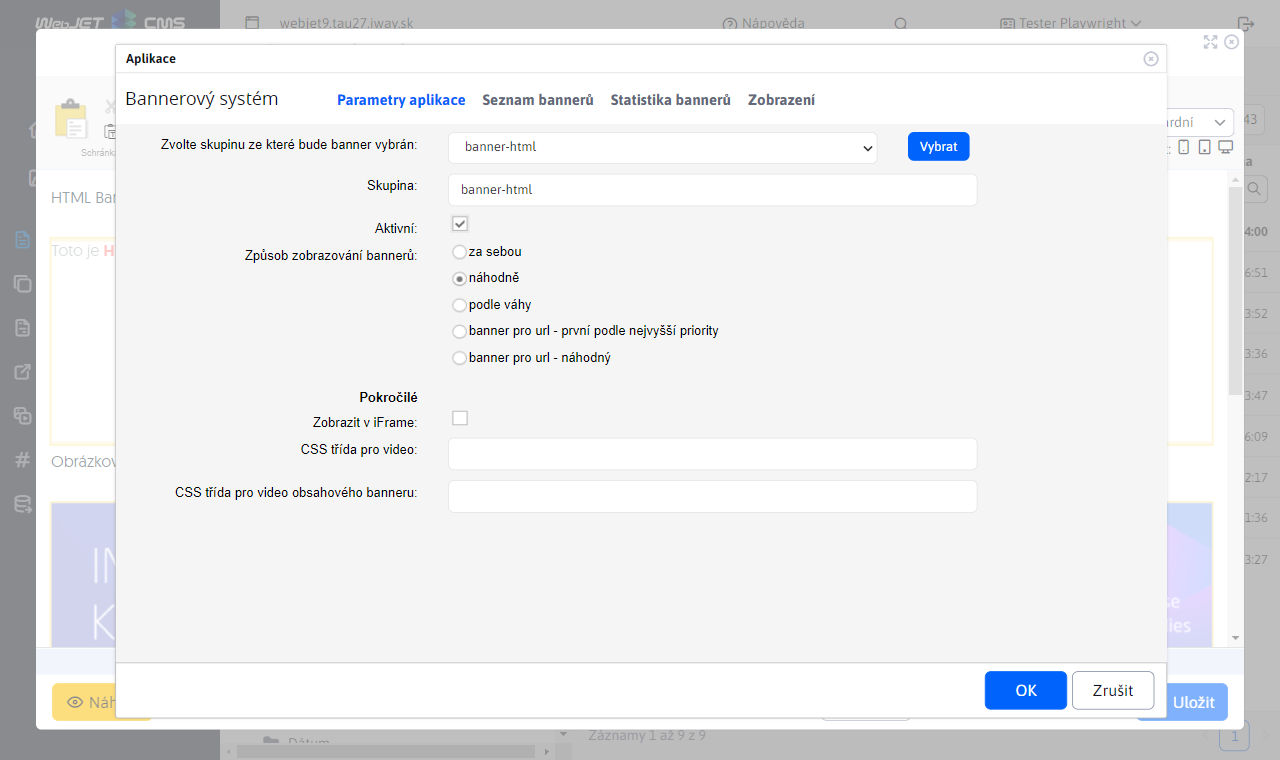 WebJET CMS
webjet9.tau27.iway.sk
Nápověda
Tester Playwright
Aplikace
Bannerový systém
Parametry aplikace
Seznam bannerů
Statistika bannerů
Zobrazení
Zvolte skupinu ze které bude banner vybrán:
banner-html
Vybrat
Skupina:
banner-html
Aktivní:
Způsob zobrazování bannerů:
za sebou
náhodně
podle váhy
banner pro url - první podle nejvyšší priority
banner pro url - náhodný
Pokročilé
Zobrazit v iFrame:
CSS třída pro video:
CSS třída pro video obsahového banneru:
OK
Zrušit
Schránk
HTML Ban
Toto je H
Obrázkov
IN
K
rdní
43
4:00
6:51
3:52
3:36
3:47
6:09
2:17
1:36
3:27
se
ies
Náh
Uložit
Dátum
Záznamy 1 až 9 z 9
1